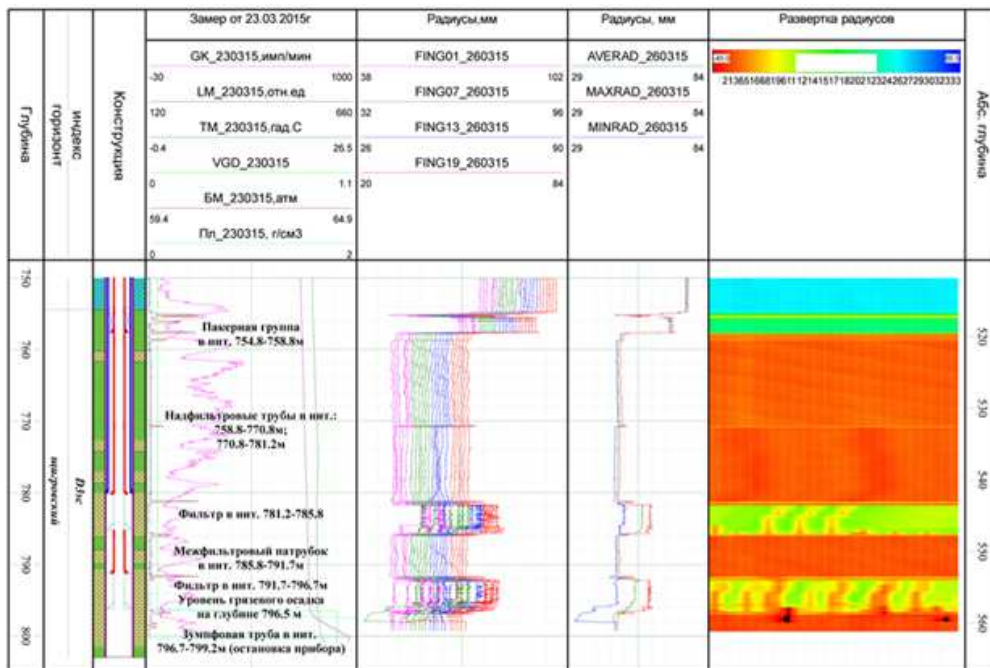 Замер от 23.03.2015г
Радиусы,мм
Радиусы, мм
Развертка радиусов
Глубина
горизонт
индекс
Конструкция
Абс. глубина
GK_230315,имп/мин
-30 1000
LM_230315,отн.ед
120 660
TM_230315,гад.С
-0.4 26.5
VGD_230315
0 1.1
БМ_230315,атм
59.4 64.9
Пл_230315, г/см3
0 2
FING01_260315
38 102
FING07_260315
32 96
FING13_260315
26 90
FING19_260315
20 84
AVERAD_260315
29 84
MAXRAD_260315
29 84
MINRAD_260315
29 84
750
760
770
780
790
800
Пакерная группа
в инт. 754.8-758.8м
Надфильтровые трубы в инт.:
758.8-770.8м;
770.8-781.2м
Фильтр в инт. 781.2-785.8
Межфильтровый патрубок
в инт. 785.8-791.7м
Фильтр в инт. 791.7-796.7м
Уровень грязевого осадка
на глубине 796.5 м
Зумпфовая труба в инт.
796.7-799.2м (остановка прибора)
520
530
540
550
560